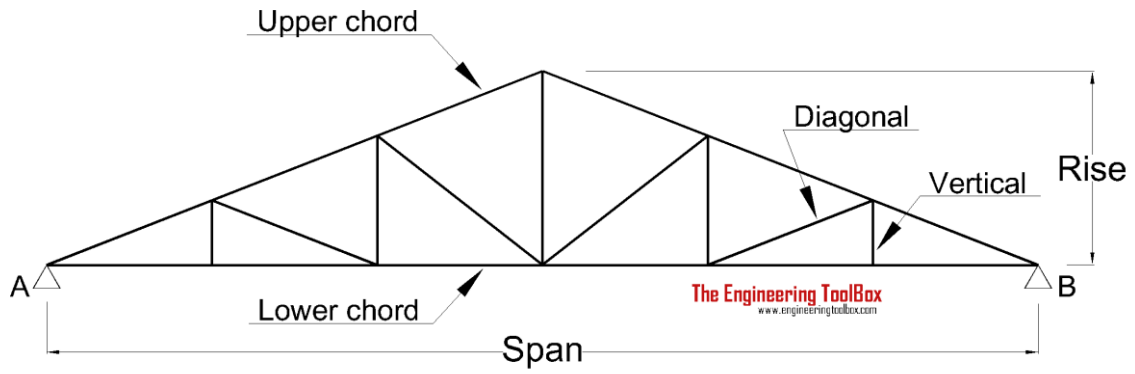 Upper chord
Diagonal
Rise
Vertical
A
B
Lower chord
The Engineering ToolBox
www.engineeringtoolbox.com
Span